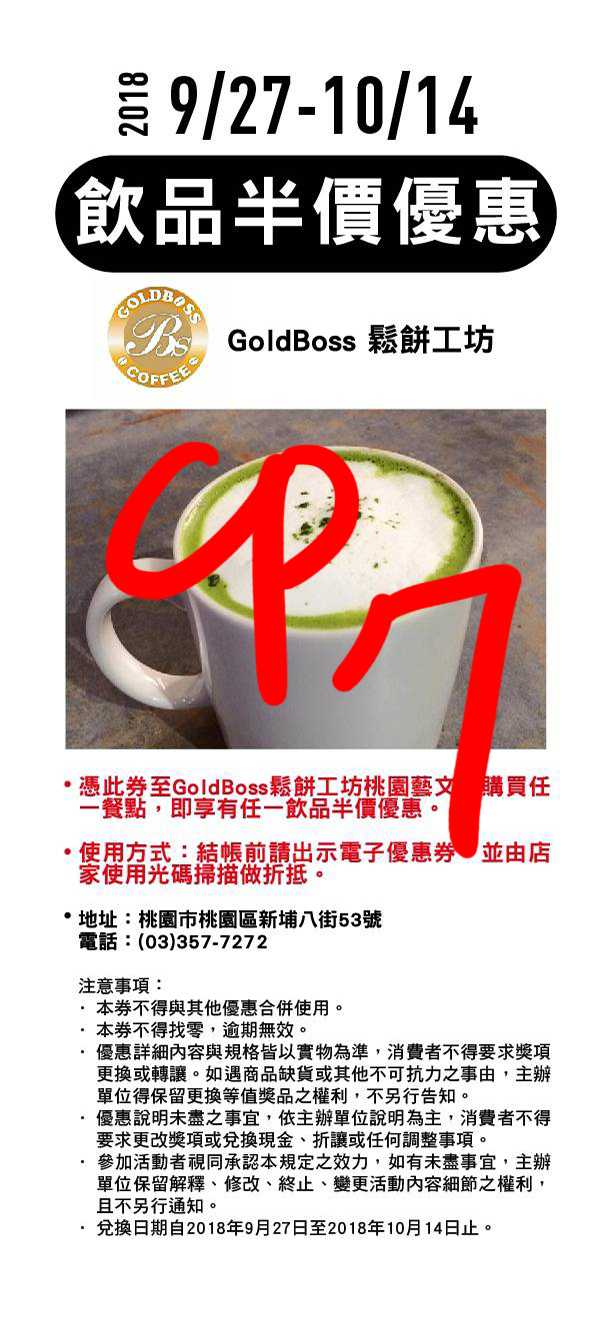 2018 9/27-10/14
飲品半價優惠
GOLDBOSS
Bs
COFFEE
GoldBoss 鬆餅工坊
CP
•憑此券至GoldBoss鬆餅工坊桃園藝文 購買任
一餐點，即享有任一飲品半價優惠。
•使用方式：結帳前請出示電子優惠券 並由店
家使用光碼掃描做折抵。
•地址：桃園市桃園區新埔八街53號
電話：(03)357-7272
注意事項：
· 本券不得與其他優惠合併使用。
· 本券不得找零，逾期無效。
· 優惠詳細內容與規格皆以實物為準，消費者不得要求獎項
更換或轉讓。如遇商品缺貨或其他不可抗力之事由，主辦
單位得保留更換等值獎品之權利，不另行告知。
· 優惠說明未盡之事宜，依主辦單位說明為主，消費者不得
要求更改獎項或兌換現金、折讓或任何調整事項。
· 參加活動者視同承認本規定之效力，如有未盡事宜，主辦
單位保留解釋、修改、終止、變更活動內容細節之權利，
且不另行通知。
· 兌換日期自2018年9月27日至2018年10月14日止。